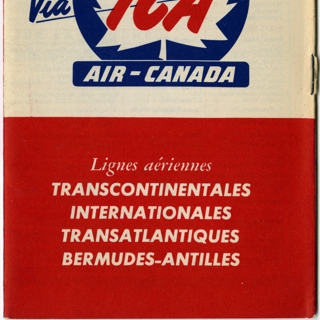 Via
TCA
AIR-CANADA
Lignes aériennes
TRANSCONTINENTALES
INTERNATIONALES
TRANSATLANTIQUES
BERMUDES-ANTILLES